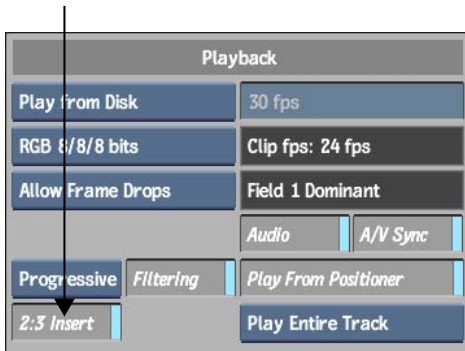 Playback
Play from Disk 30 fps
RGB 8/8/8 bits Clip fps: 24 fps
Allow Frame Drops Field 1 Dominant
Audio A/V Sync
Progressive Filtering Play From Positioner
2:3 Insert Play Entire Track